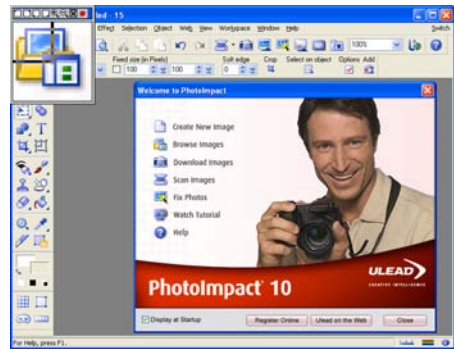 led - 15
Effect Selection Object Web View Workspace Window Help Switch
100%
Fixed size (in Pixels) Soft edge Crop Select on object Options Add
100 100 0
Welcome to PhotoImpact
Create New Image
Browse Images
Download Images
Scan Images
Fix Photos
Watch Tutorial
Help
ULEAD
CREATIVE INTELLIGENCE
PhotoImpact 10
Display at Startup Register Online Ulead on the Web Close
For Help, press F1.